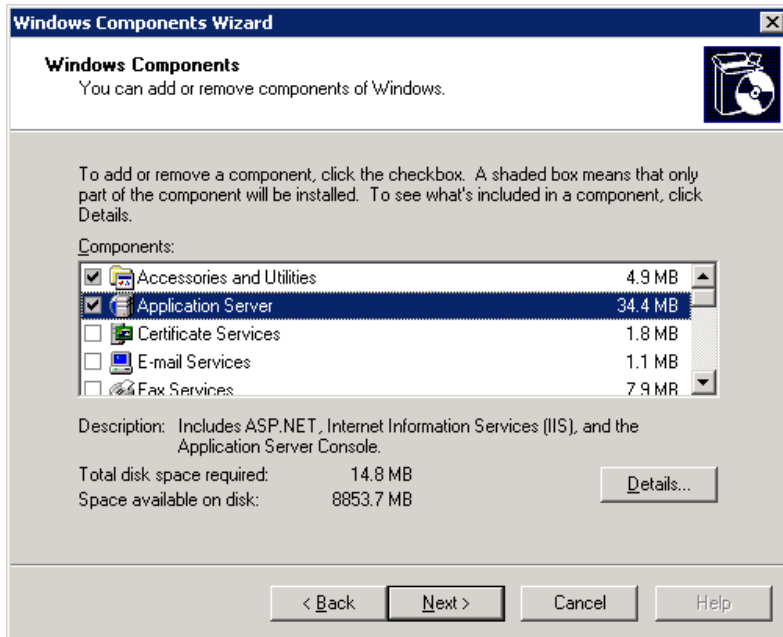 Windows Components Wizard
Windows Components
You can add or remove components of Windows.
To add or remove a component, click the checkbox. A shaded box means that only
part of the component will be installed. To see what's included in a component, click
Details.
Components:
Accessories and Utilities 4.9 MB
Application Server 34.4 MB
Certificate Services 1.8 MB
E-mail Services 1.1 MB
Fax Services 7.9 MB
Description: Includes ASP.NET, Internet Information Services (IIS), and the
Application Server Console.
Total disk space required: 14.8 MB
Space available on disk: 8853.7 MB
Details...
< Back Next > Cancel Help